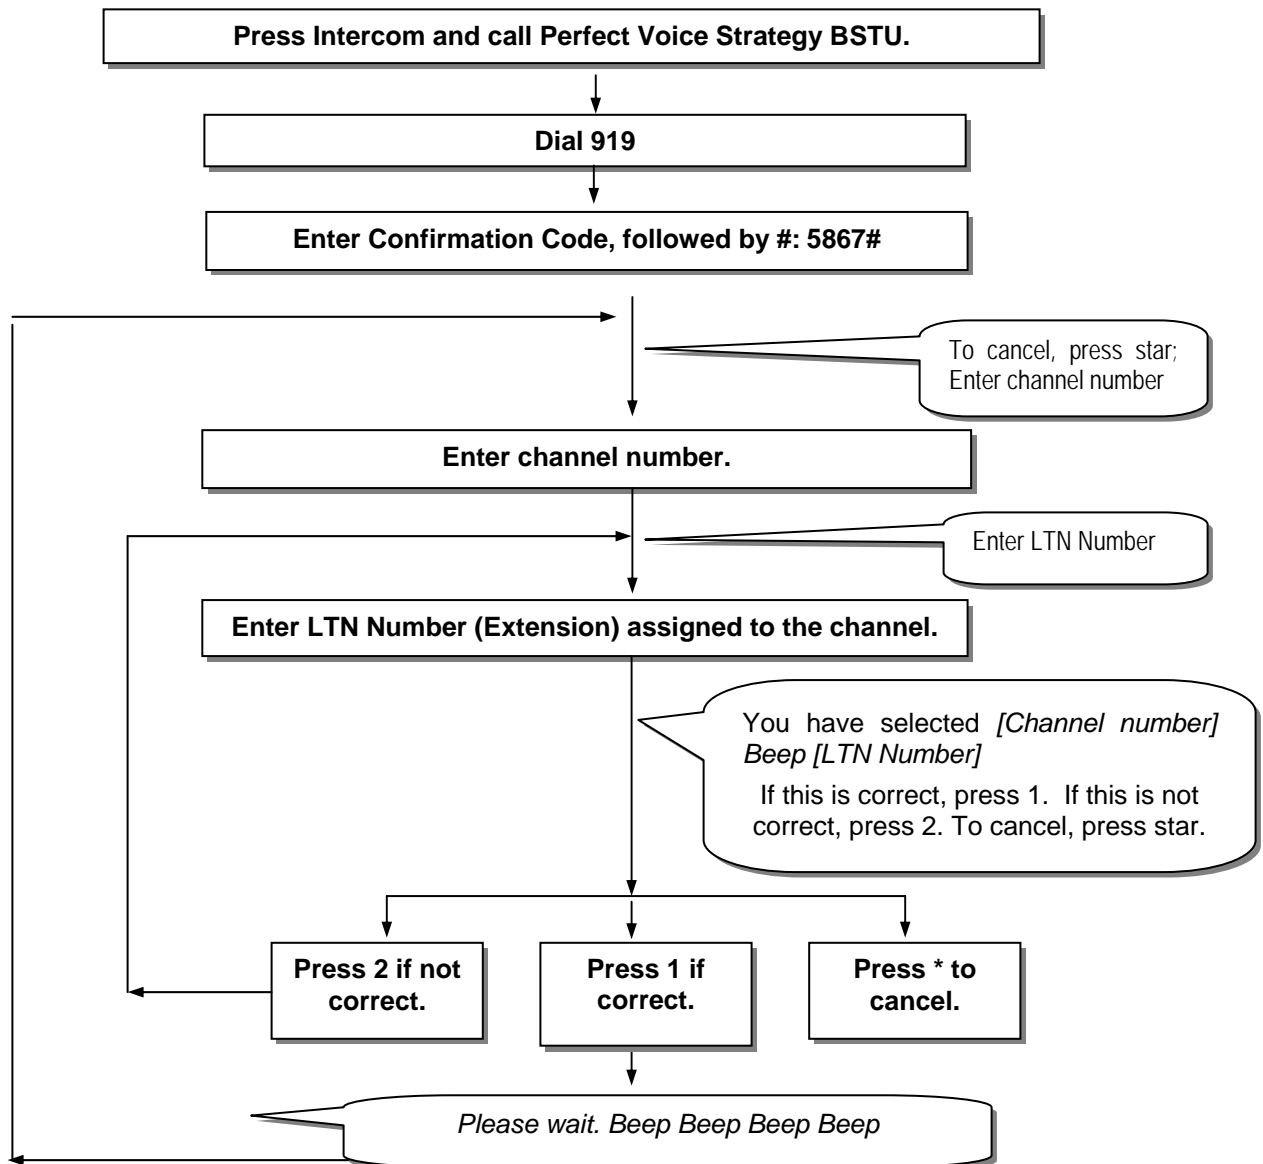 Press Intercom and call Perfect Voice Strategy BSTU.
Dial 919
Enter Confirmation Code, followed by #: 5867#
To cancel, press star;
Enter channel number
Enter channel number.
Enter LTN Number
Enter LTN Number (Extension) assigned to the channel.
You have selected [Channel number]
Beep [LTN Number]
If this is correct, press 1. If this is not
correct, press 2. To cancel, press star.
Press 2 if not
correct.
Press 1 if
correct.
Press * to
cancel.
Please wait. Beep Beep Beep Beep